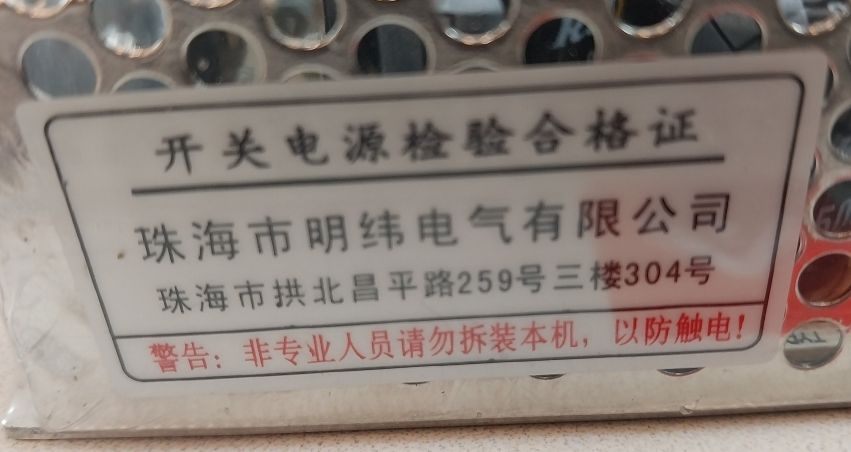 开关电源检验合格证
珠海市明纬电气有限公司
珠海市拱北昌平路259号三楼304号
警告：非专业人员请勿拆装本机，以防触电！